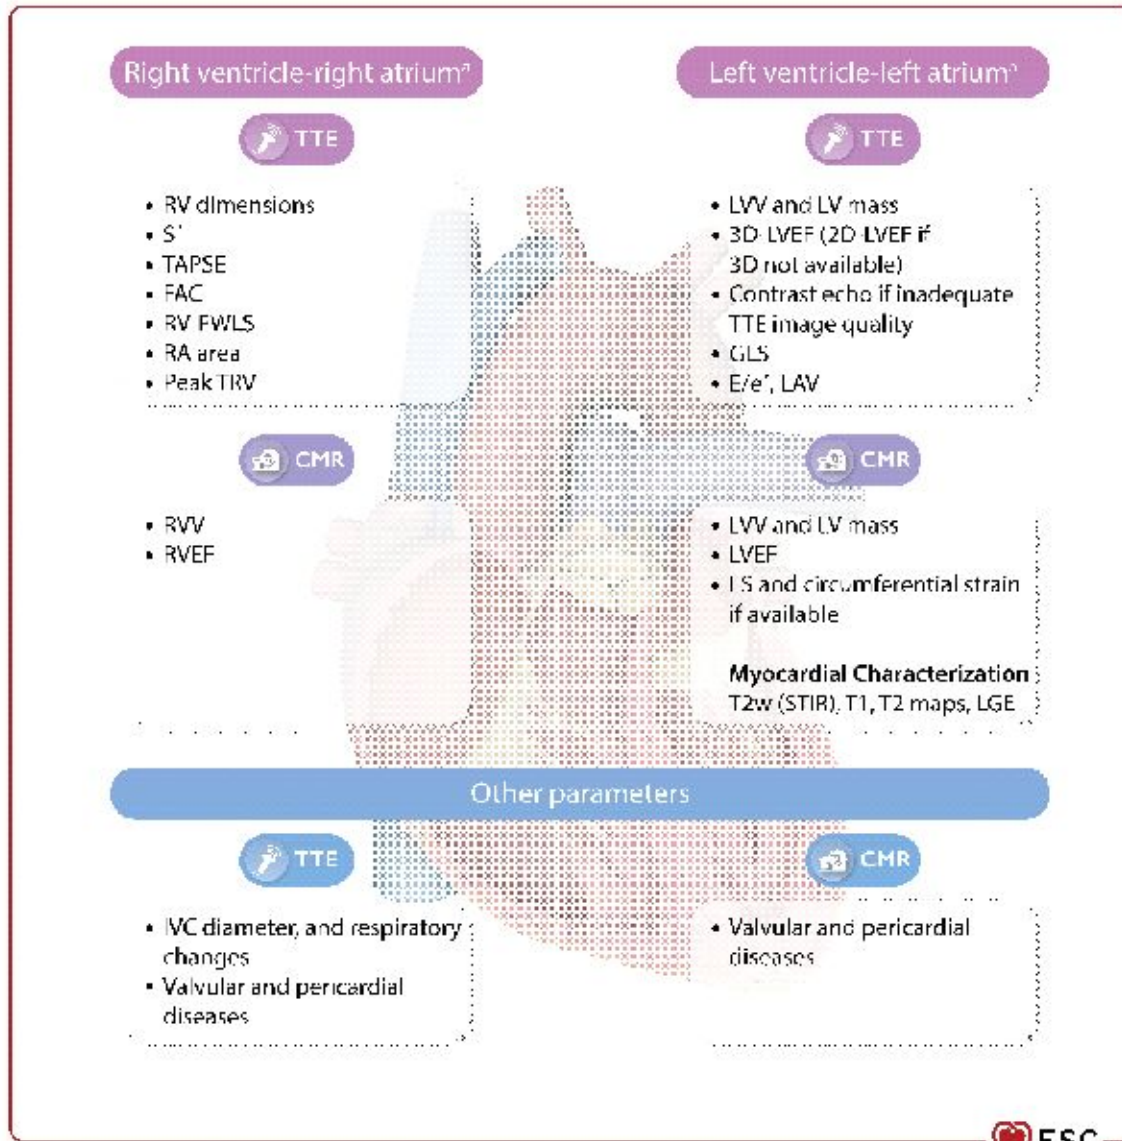 Right ventricle-right atriumª
TTE
• RV dimensions
• S'
• TAPSE
• FAC
• RV FWLS
• RA area
• Peak TRV
CMR
• RVV
• RVEF
Left ventricle-left atriumª
TTE
• LVV and LV mass
• 3D-LVEF (2D-LVEF if
3D not available)
• Contrast echo if inadequate
TTE image quality
• GLS
• E/e', LAV
CMR
• LVV and LV mass
• LVEF
• LS and circumferential strain
if available
Myocardial Characterization
T2w (STIR), T1, T2 maps, LGE
Other parameters
TTE
• IVC diameter, and respiratory
changes
• Valvular and pericardial
diseases
CMR
• Valvular and pericardial
diseases
ESC